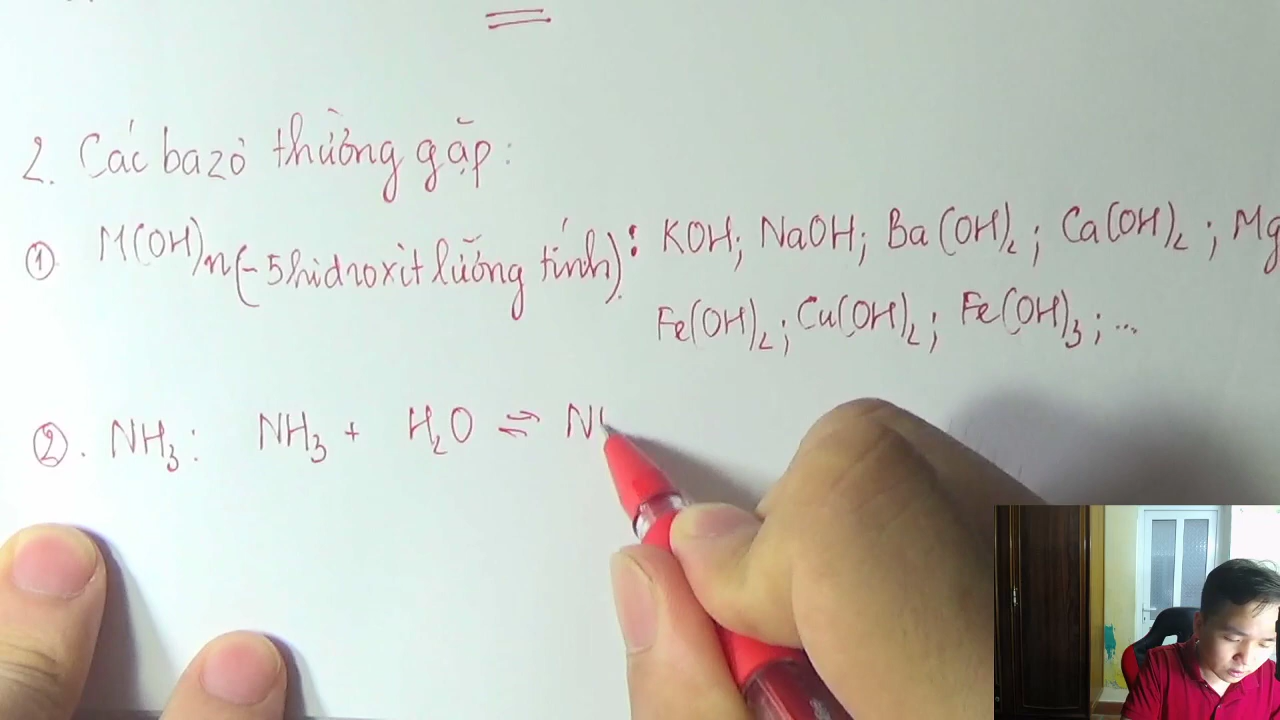 2. Các bazơ thường gặp:
① M(OH)n (- 5 hidroxit lưỡng tính): KOH; NaOH; Ba(OH)₂; Ca(OH)₂; Mg
Fe(OH)₂; Cu(OH)₂; Fe(OH)₃; ...
②. NH₃: NH₃ + H₂O ⇌ N